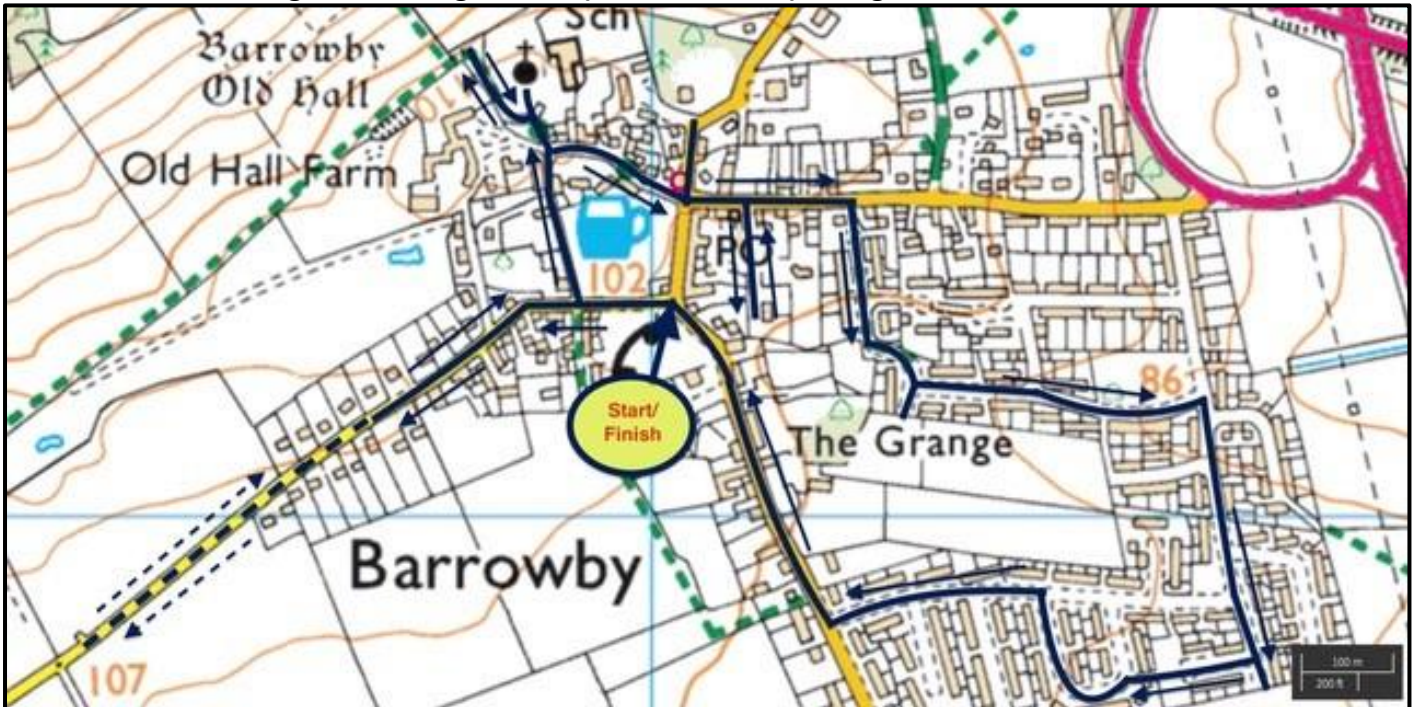 Sch
Barrowby
Old Hall
101
Old Hall Farm
PO
102
86
Start/
Finish
The Grange
Barrowby
107
100 m
200 ft